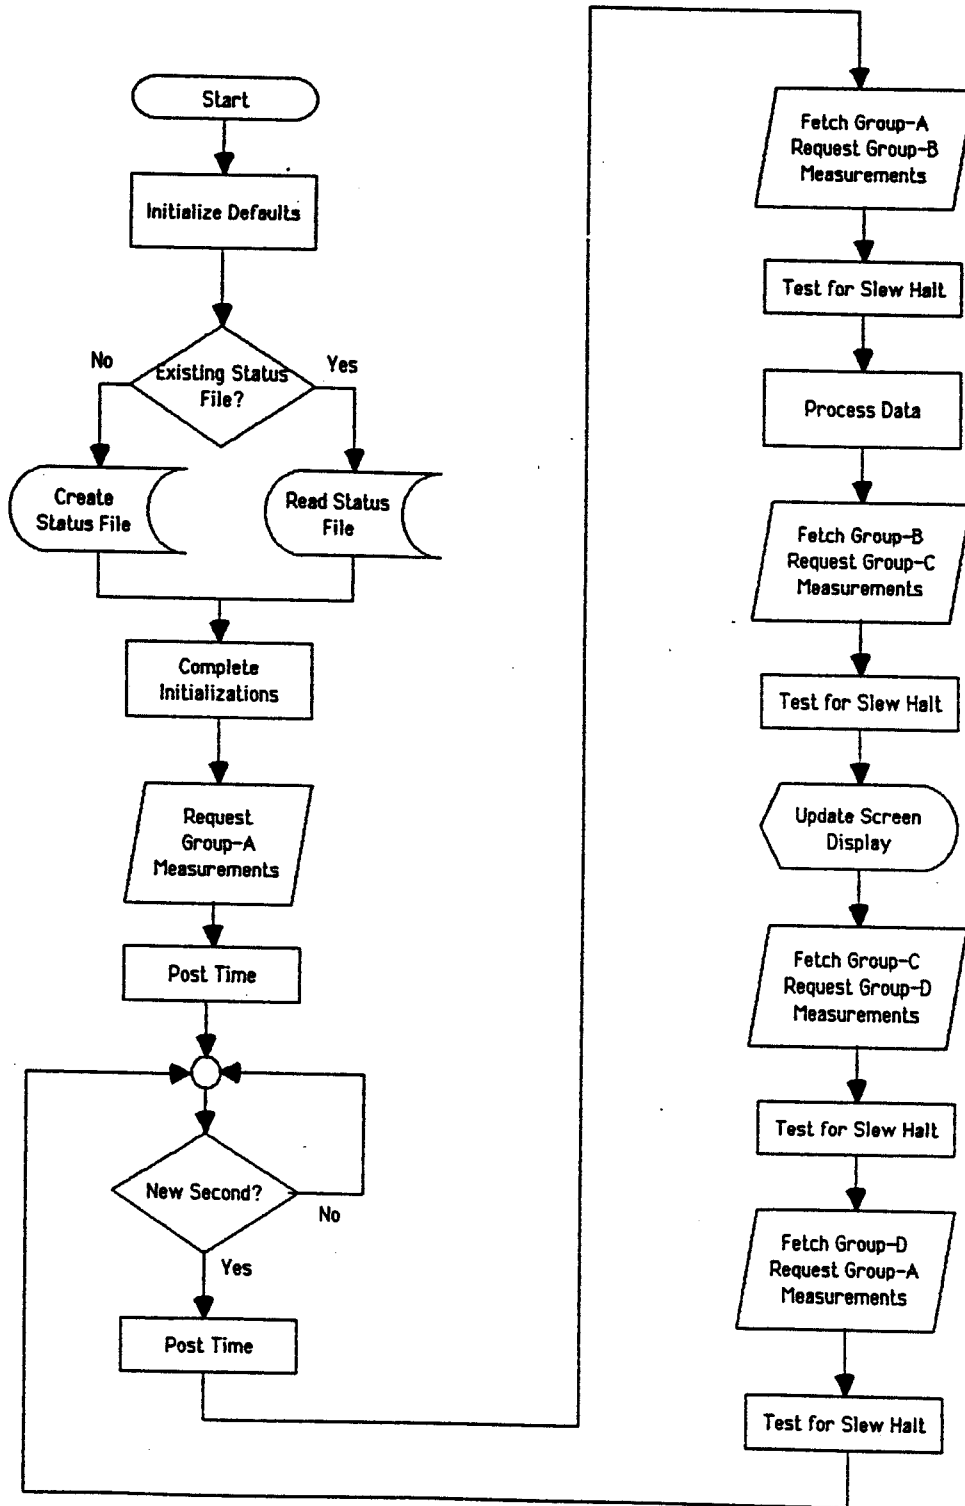 Start
Initialize Defaults
No
Existing Status
File?
Yes
Create
Status File
Read Status
File
Complete
Initializations
Request
Group-A
Measurements
Post Time
New Second?
No
Yes
Post Time
Fetch Group-A
Request Group-B
Measurements
Test for Slew Halt
Process Data
Fetch Group-B
Request Group-C
Measurements
Test for Slew Halt
Update Screen
Display
Fetch Group-C
Request Group-D
Measurements
Test for Slew Halt
Fetch Group-D
Request Group-A
Measurements
Test for Slew Halt